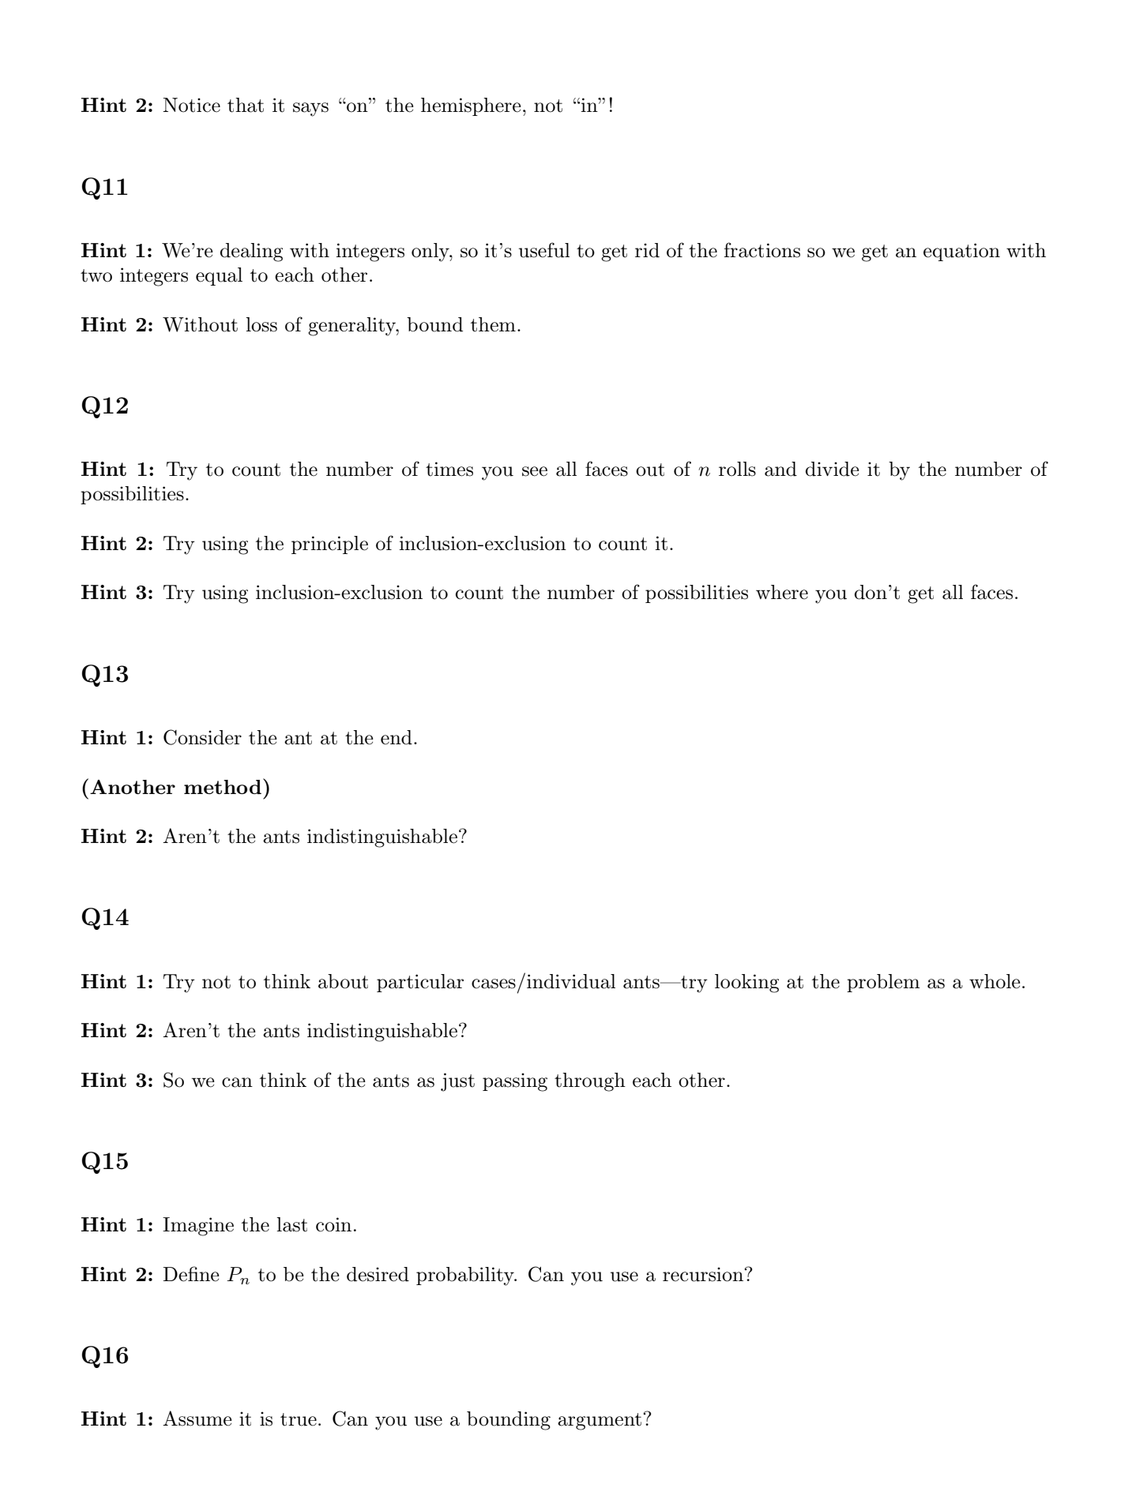 Hint 2: Notice that it says “on” the hemisphere, not “in”!
Q11
Hint 1: We’re dealing with integers only, so it’s useful to get rid of the fractions so we get an equation with
two integers equal to each other.
Hint 2: Without loss of generality, bound them.
Q12
Hint 1: Try to count the number of times you see all faces out of n rolls and divide it by the number of
possibilities.
Hint 2: Try using the principle of inclusion-exclusion to count it.
Hint 3: Try using inclusion-exclusion to count the number of possibilities where you don’t get all faces.
Q13
Hint 1: Consider the ant at the end.
(Another method)
Hint 2: Aren’t the ants indistinguishable?
Q14
Hint 1: Try not to think about particular cases/individual ants—try looking at the problem as a whole.
Hint 2: Aren’t the ants indistinguishable?
Hint 3: So we can think of the ants as just passing through each other.
Q15
Hint 1: Imagine the last coin.
Hint 2: Define Pₙ to be the desired probability. Can you use a recursion?
Q16
Hint 1: Assume it is true. Can you use a bounding argument?